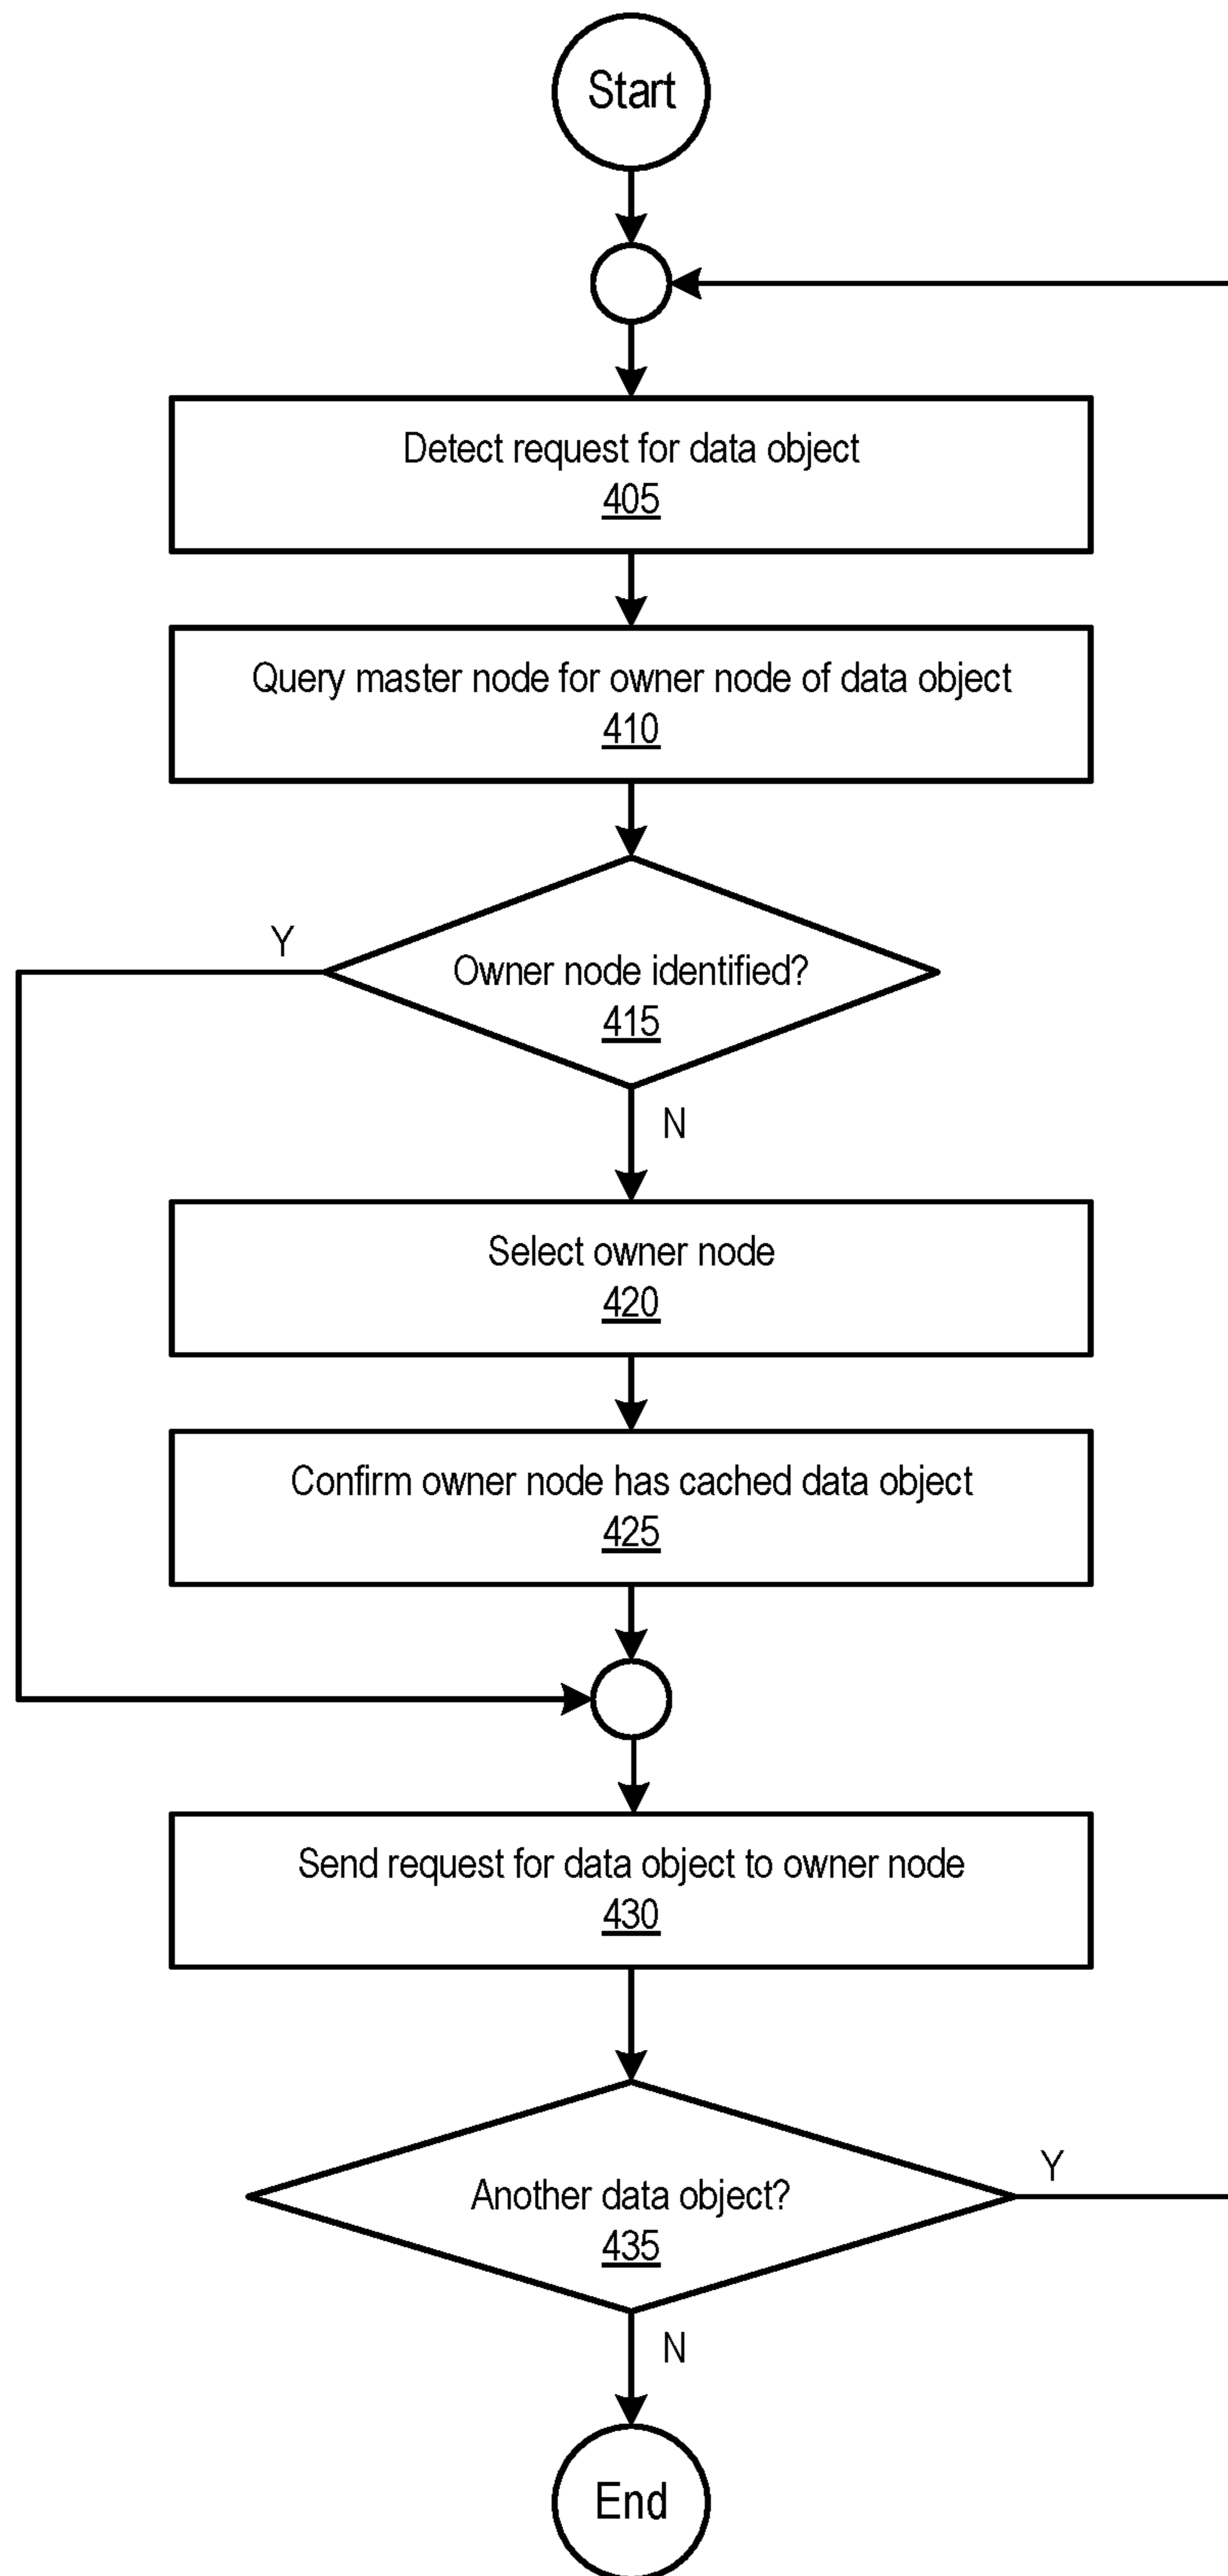 Start
Detect request for data object
405
Query master node for owner node of data object
410
Y
Owner node identified?
415
N
Select owner node
420
Confirm owner node has cached data object
425
Send request for data object to owner node
430
Y
Another data object?
435
N
End